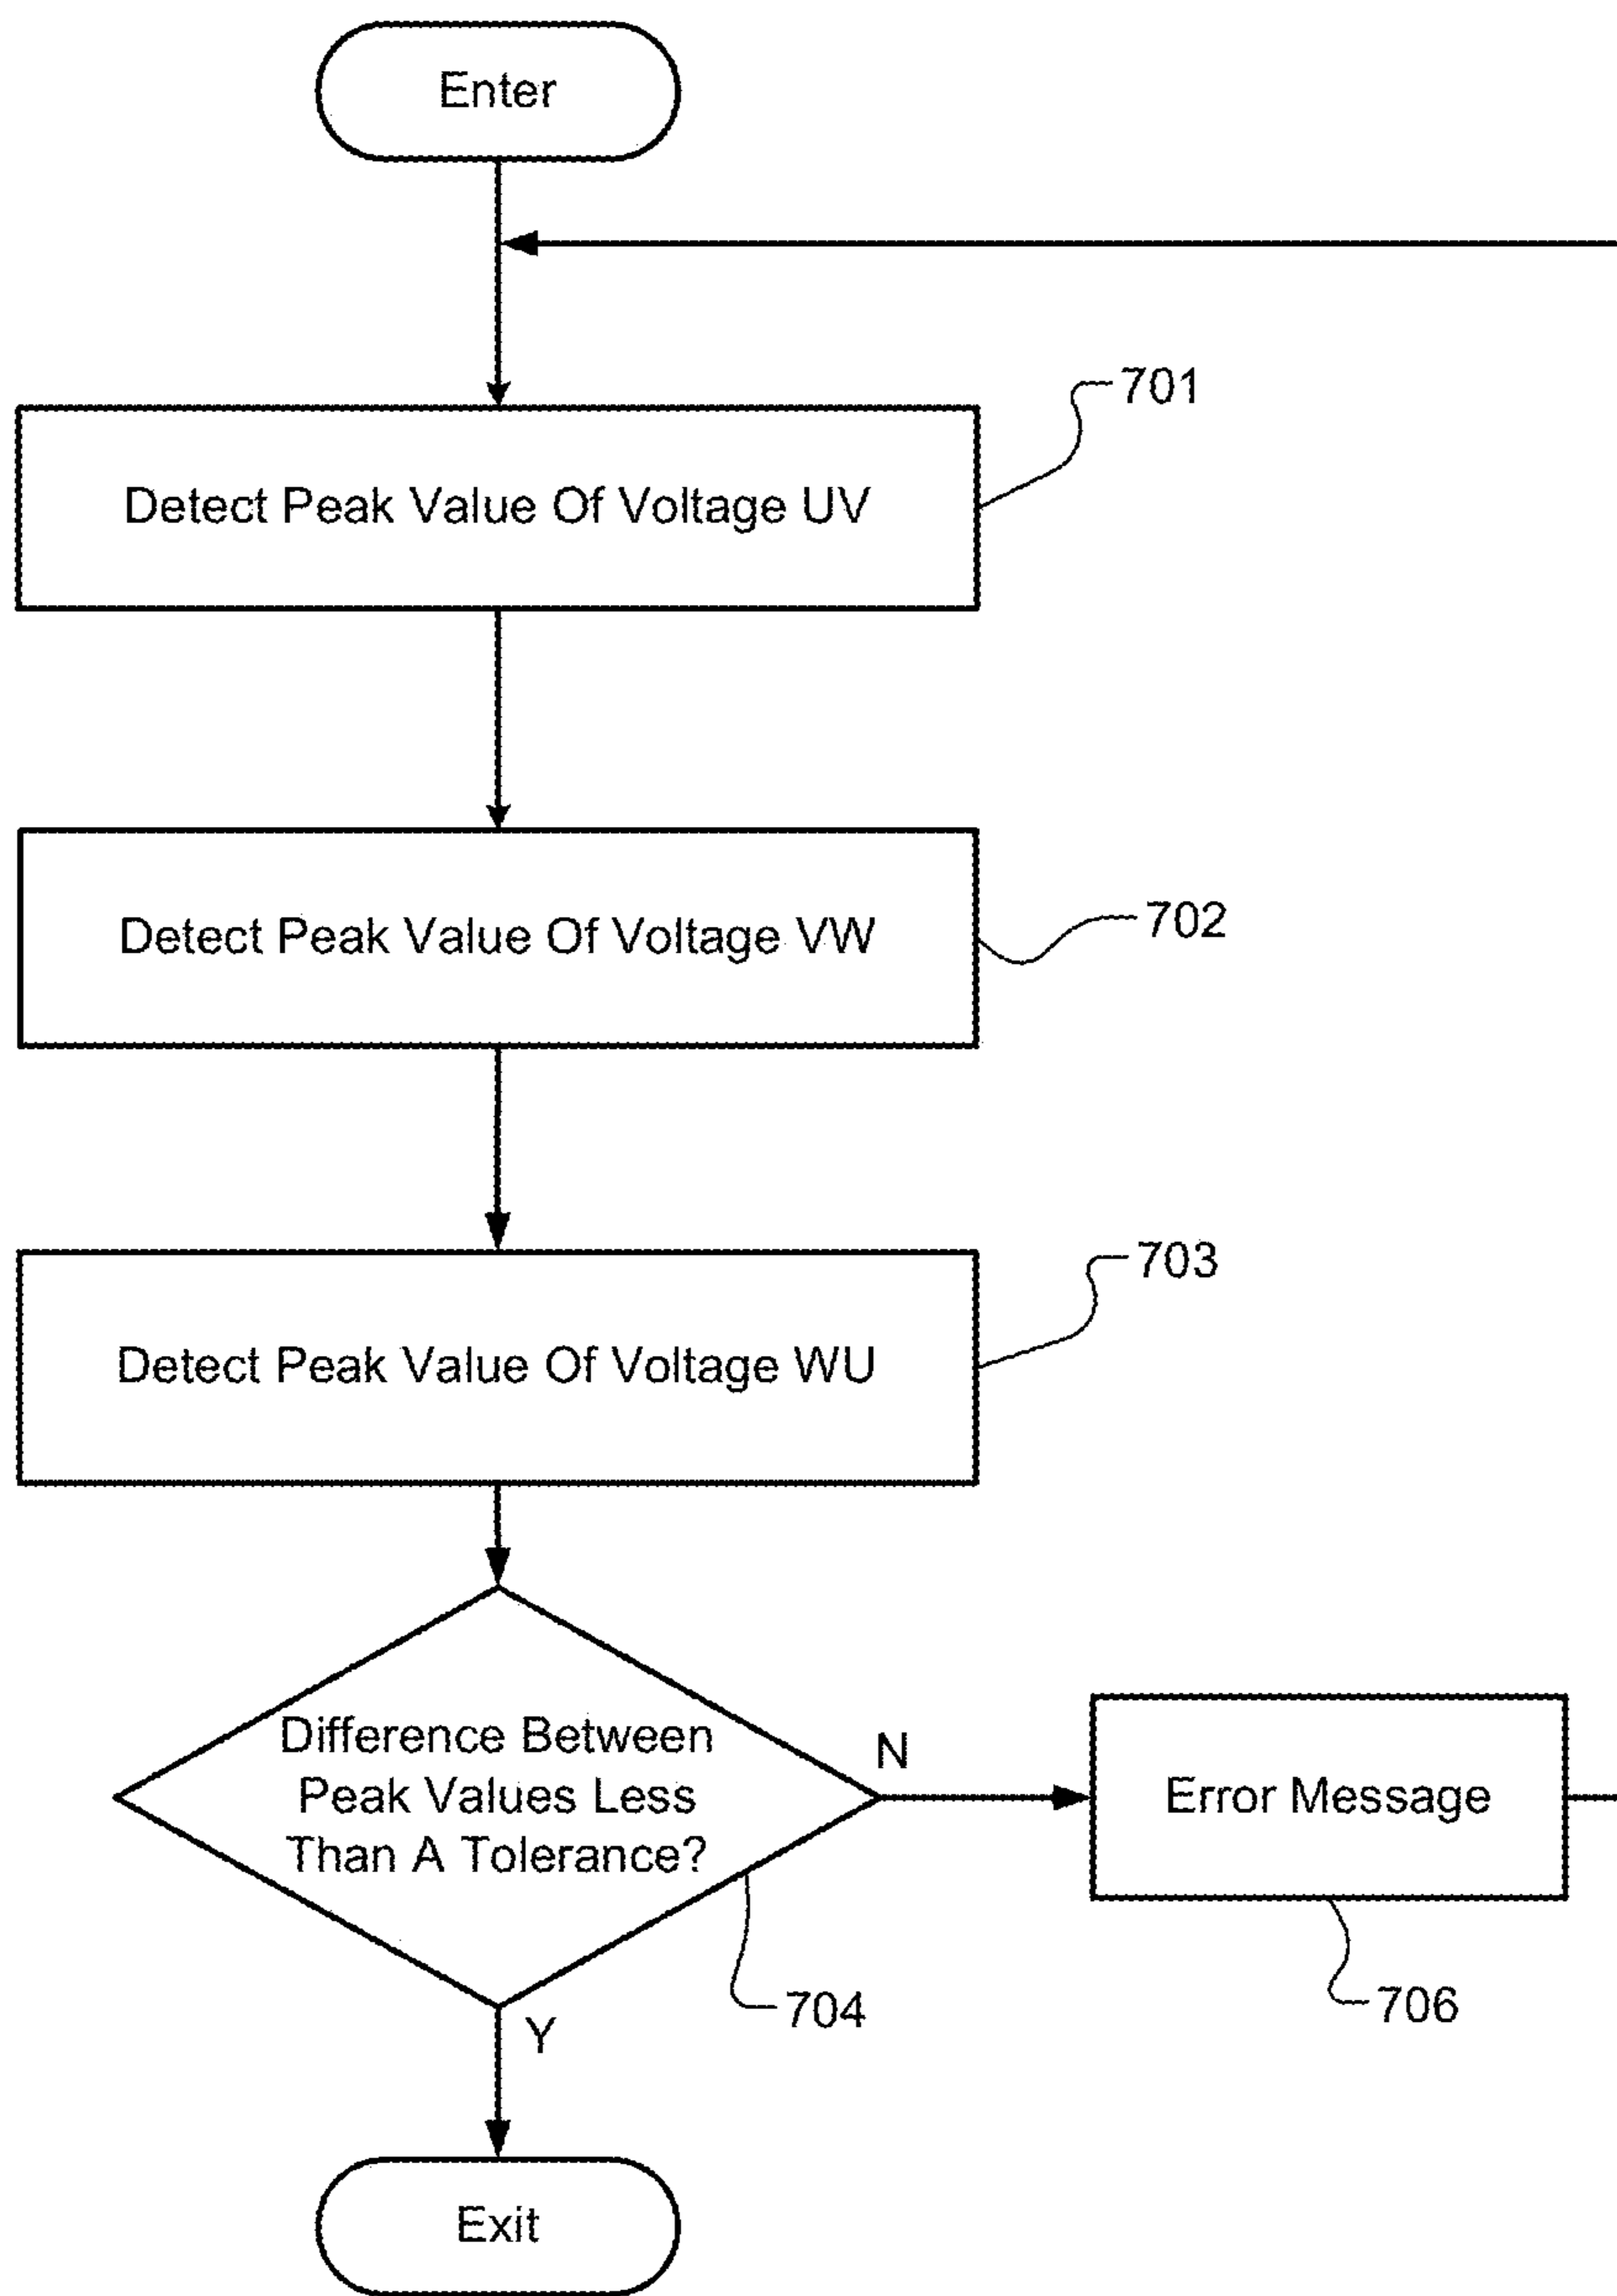 Enter
701
Detect Peak Value Of Voltage UV
702
Detect Peak Value Of Voltage VW
703
Detect Peak Value Of Voltage WU
Difference Between
Peak Values Less
Than A Tolerance?
N
Error Message
704
706
Y
Exit